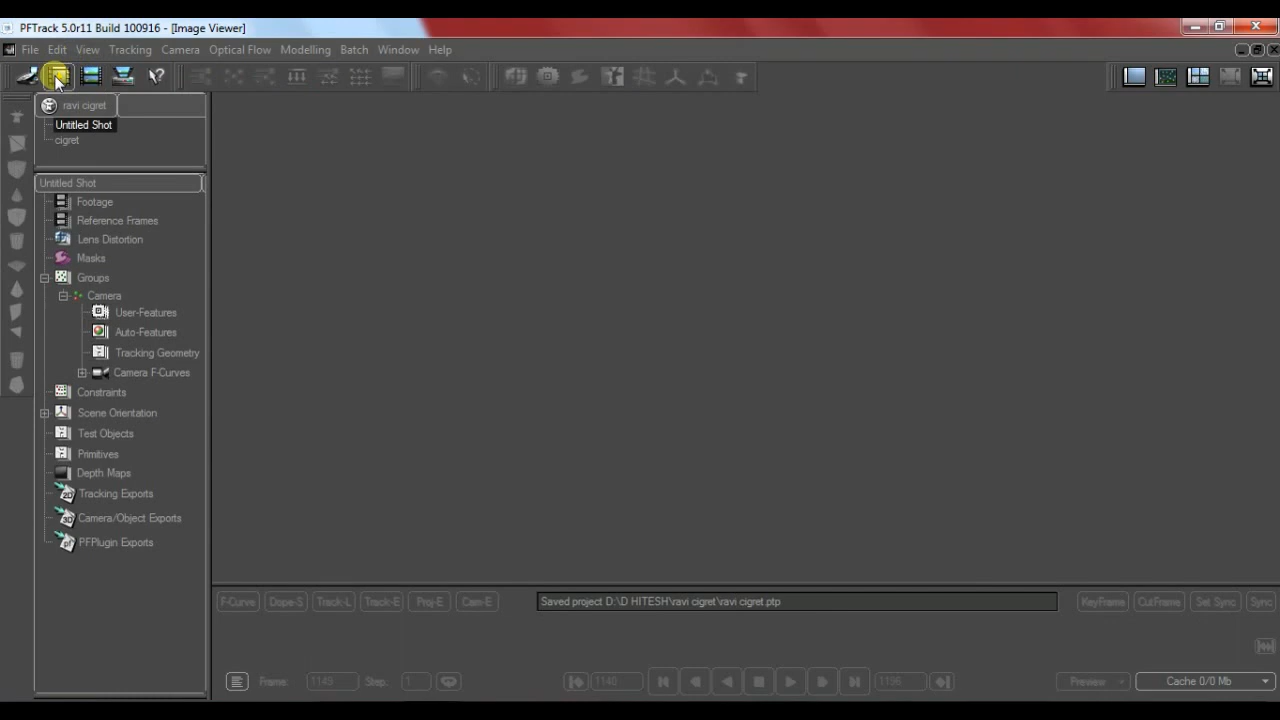 PFTrack 5.0r11 Build 100916 - [Image Viewer]
File Edit View Tracking Camera Optical Flow Modelling Batch Window Help
ravi cigret
Untitled Shot
cigret
Untitled Shot
Footage
Reference Frames
Lens Distortion
Masks
Groups
Camera
User-Features
Auto-Features
Tracking Geometry
Camera F-Curves
Constraints
Scene Orientation
Test Objects
Primitives
Depth Maps
Tracking Exports
Camera/Object Exports
PFPlugin Exports
F-Curve Dope-S Track-L Track-E Proj-E Cam-E Saved project D:\D HITESH\ravi cigret\ravi cigret.ptp KeyFrame CutFrame Set Sync Sync
Frame: 1149 Step: 1 1140 1196 Preview Cache 0/0 Mb